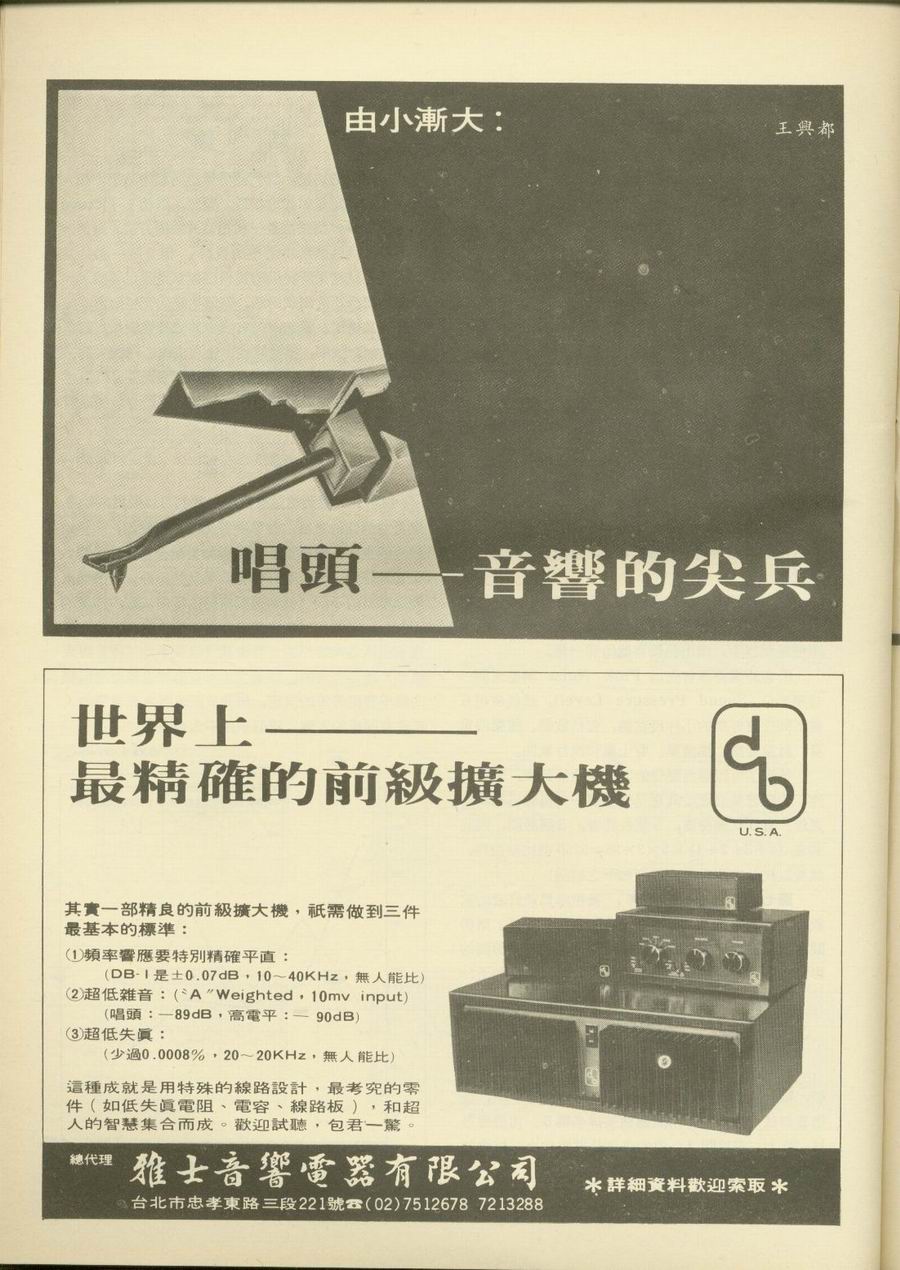 由小漸大：
王興都
唱頭——音響的尖兵
世界上———
最精確的前級擴大機
db
U.S.A.
其實一部精良的前級擴大機，祇需做到三件
最基本的標準：
①頻率響應要特別精確平直：
（DB-1是±0.07dB，10～40KHz，無人能比）
②超低雜音：（〝A〞Weighted，10mv input）
（唱頭：—89dB，高電平：— 90dB）
③超低失眞：
（少過0.0008%，20～20KHz，無人能比）
這種成就是用特殊的線路設計，最考究的零
件（如低失眞電阻、電容、線路板），和超
人的智慧集合而成。歡迎試聽，包君一驚。
總代理 雅士音響電器有限公司
台北市忠孝東路三段221號☎(02)7512678 7213288
＊詳細資料歡迎索取＊